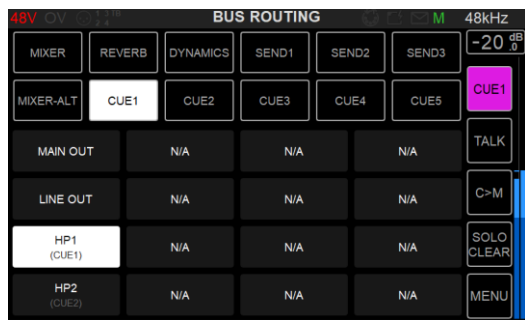 48V OV BUS ROUTING M 48kHz
MIXER REVERB DYNAMICS SEND1 SEND2 SEND3 -20.0 dB
MIXER-ALT CUE1 CUE2 CUE3 CUE4 CUE5 CUE1
MAIN OUT N/A N/A N/A TALK
LINE OUT N/A N/A N/A C>M
HP1 N/A N/A N/A SOLO
(CUE1) CLEAR
HP2 N/A N/A N/A MENU
(CUE2)